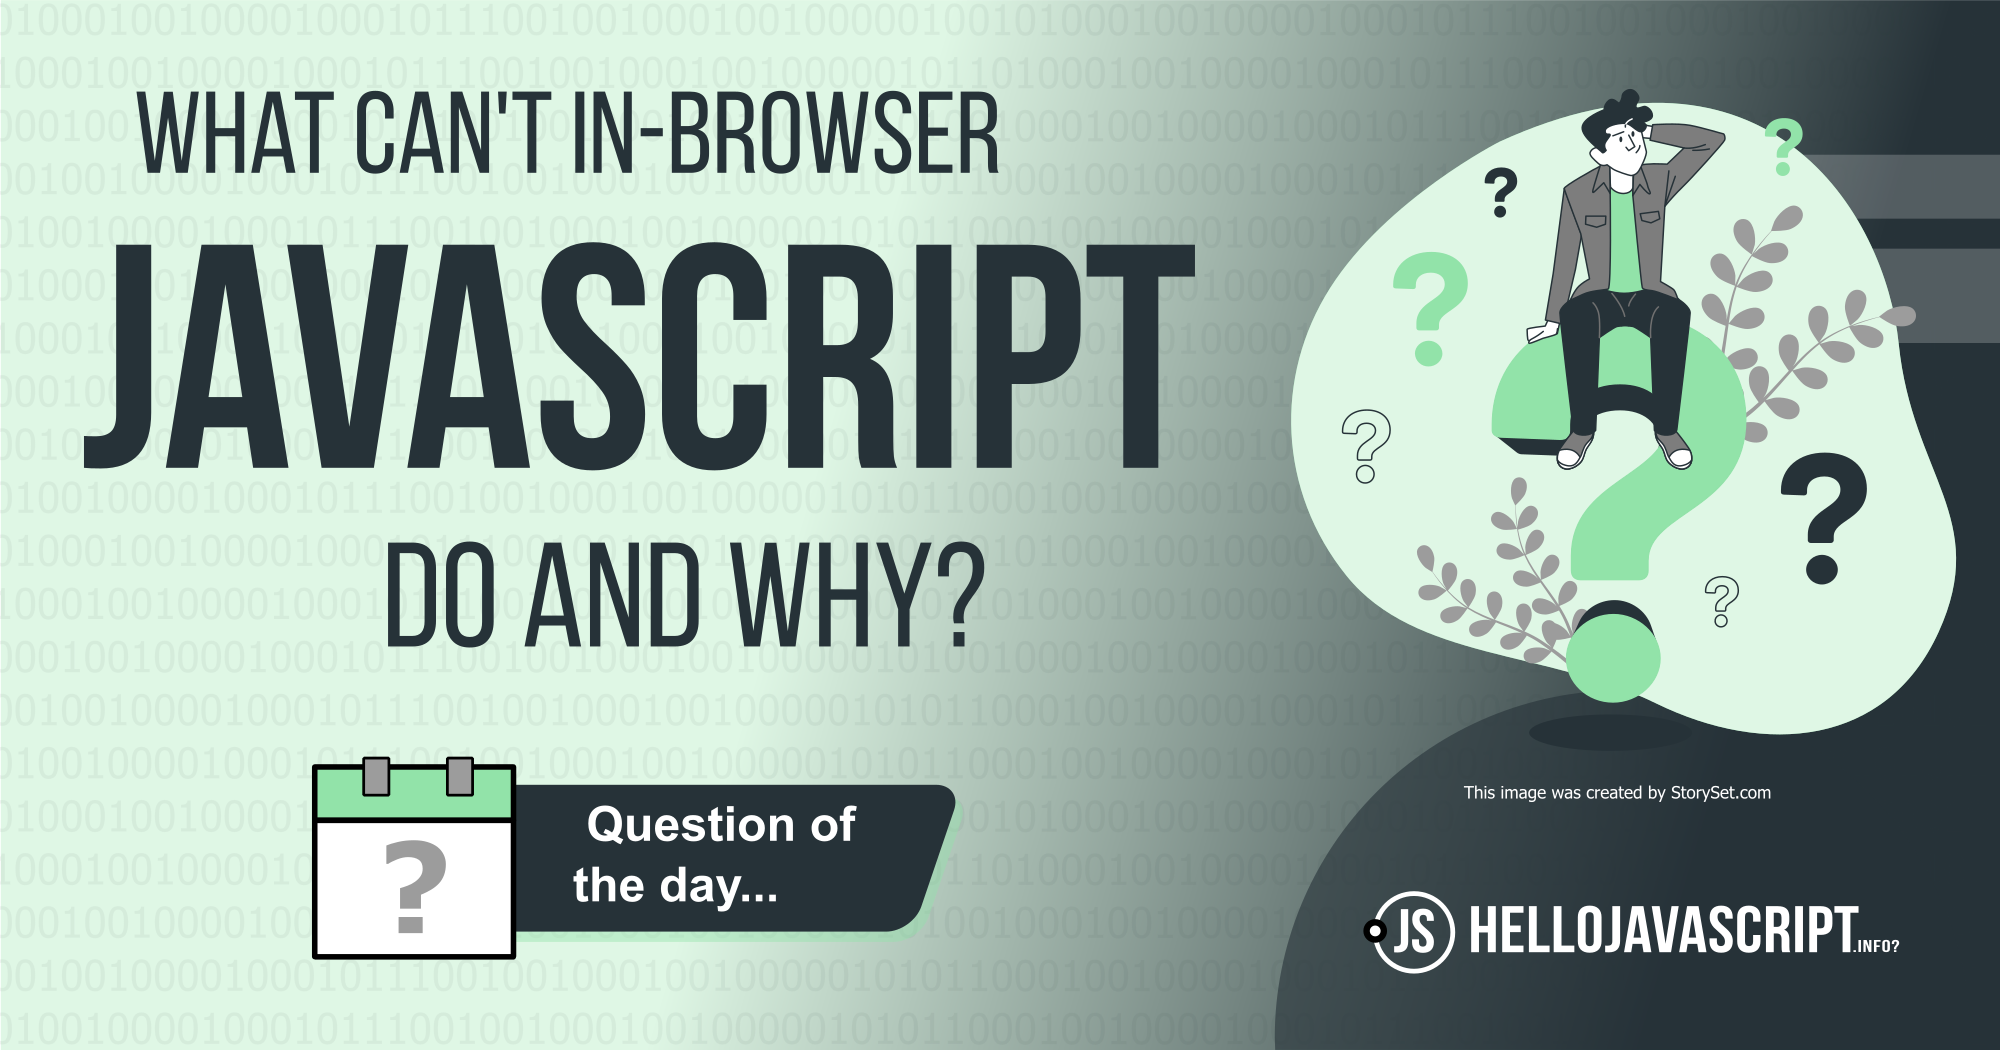 WHAT CAN'T IN-BROWSER
JAVASCRIPT
DO AND WHY?
?
Question of
the day...
This image was created by StorySet.com
JS HELLOJAVASCRIPT.INFO?